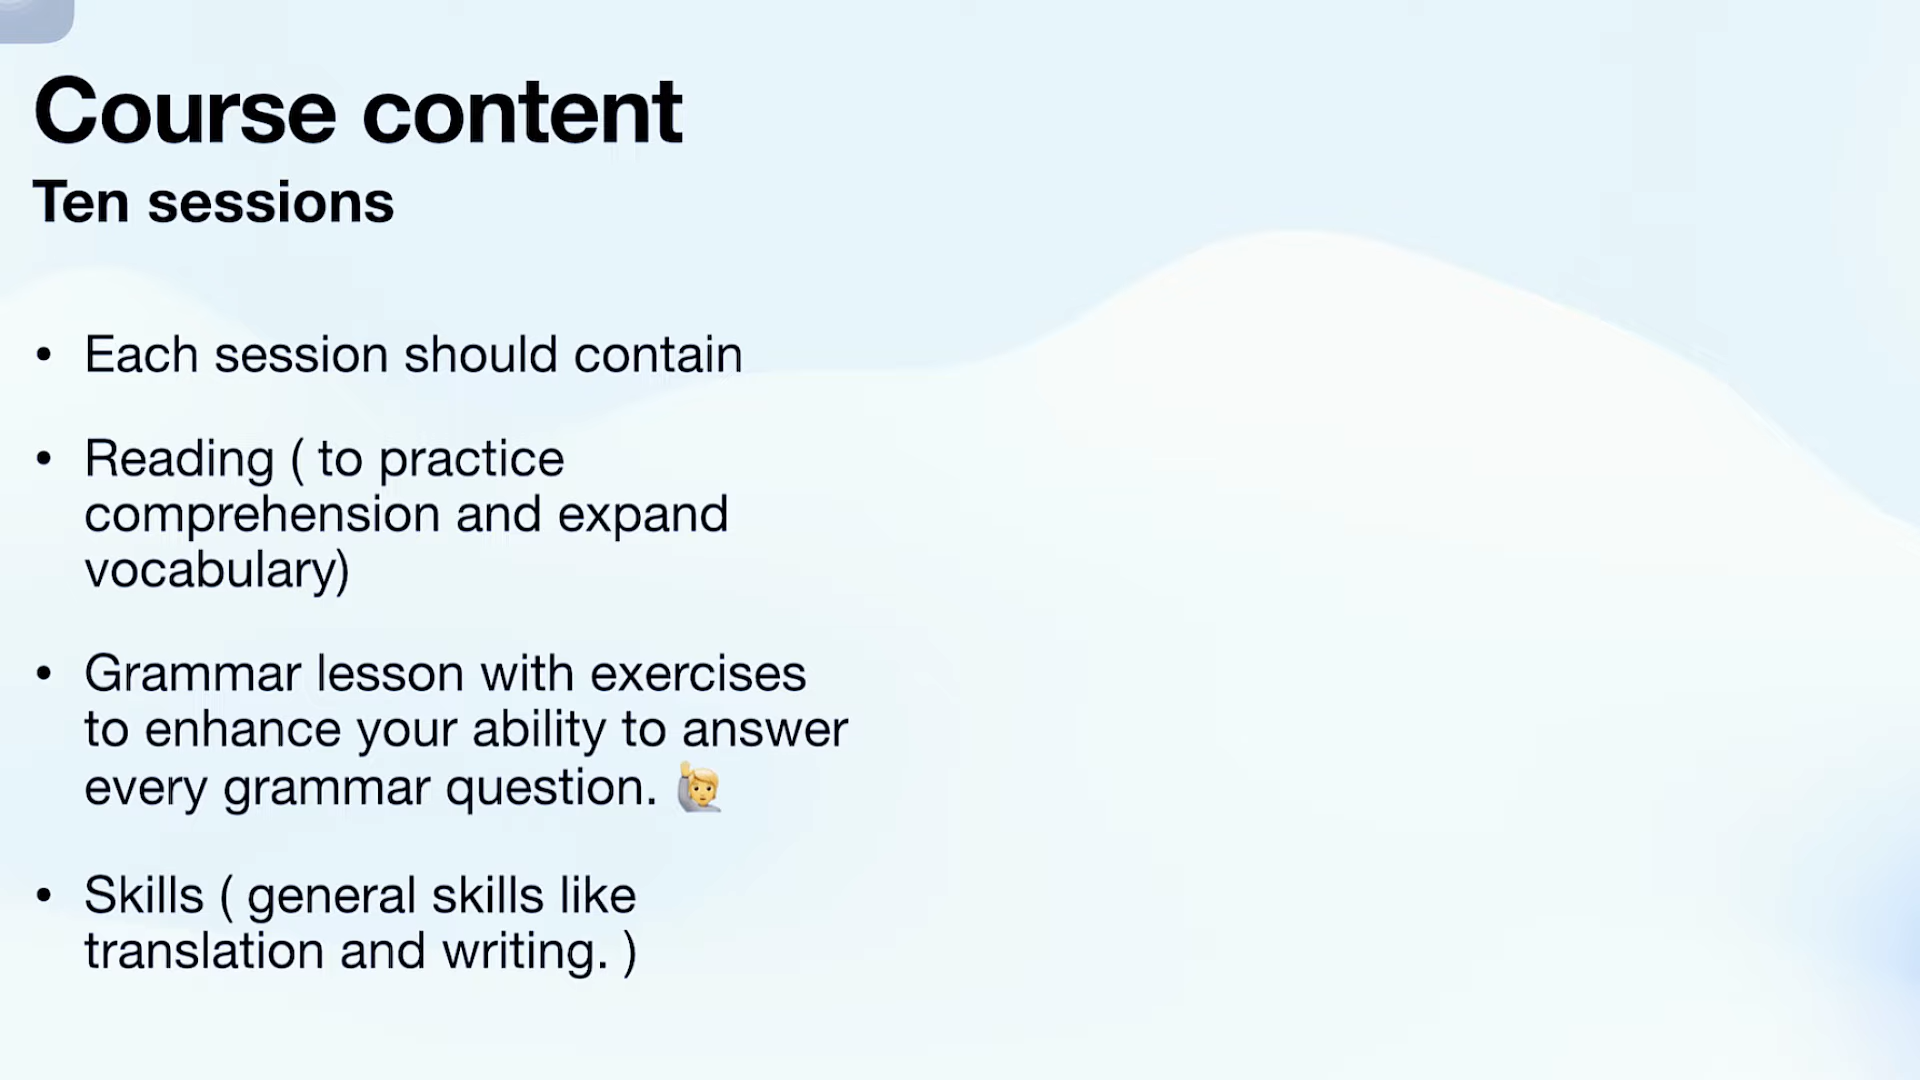 Course content
Ten sessions
• Each session should contain
• Reading ( to practice
comprehension and expand
vocabulary)
• Grammar lesson with exercises
to enhance your ability to answer
every grammar question. 🙋
• Skills ( general skills like
translation and writing. )